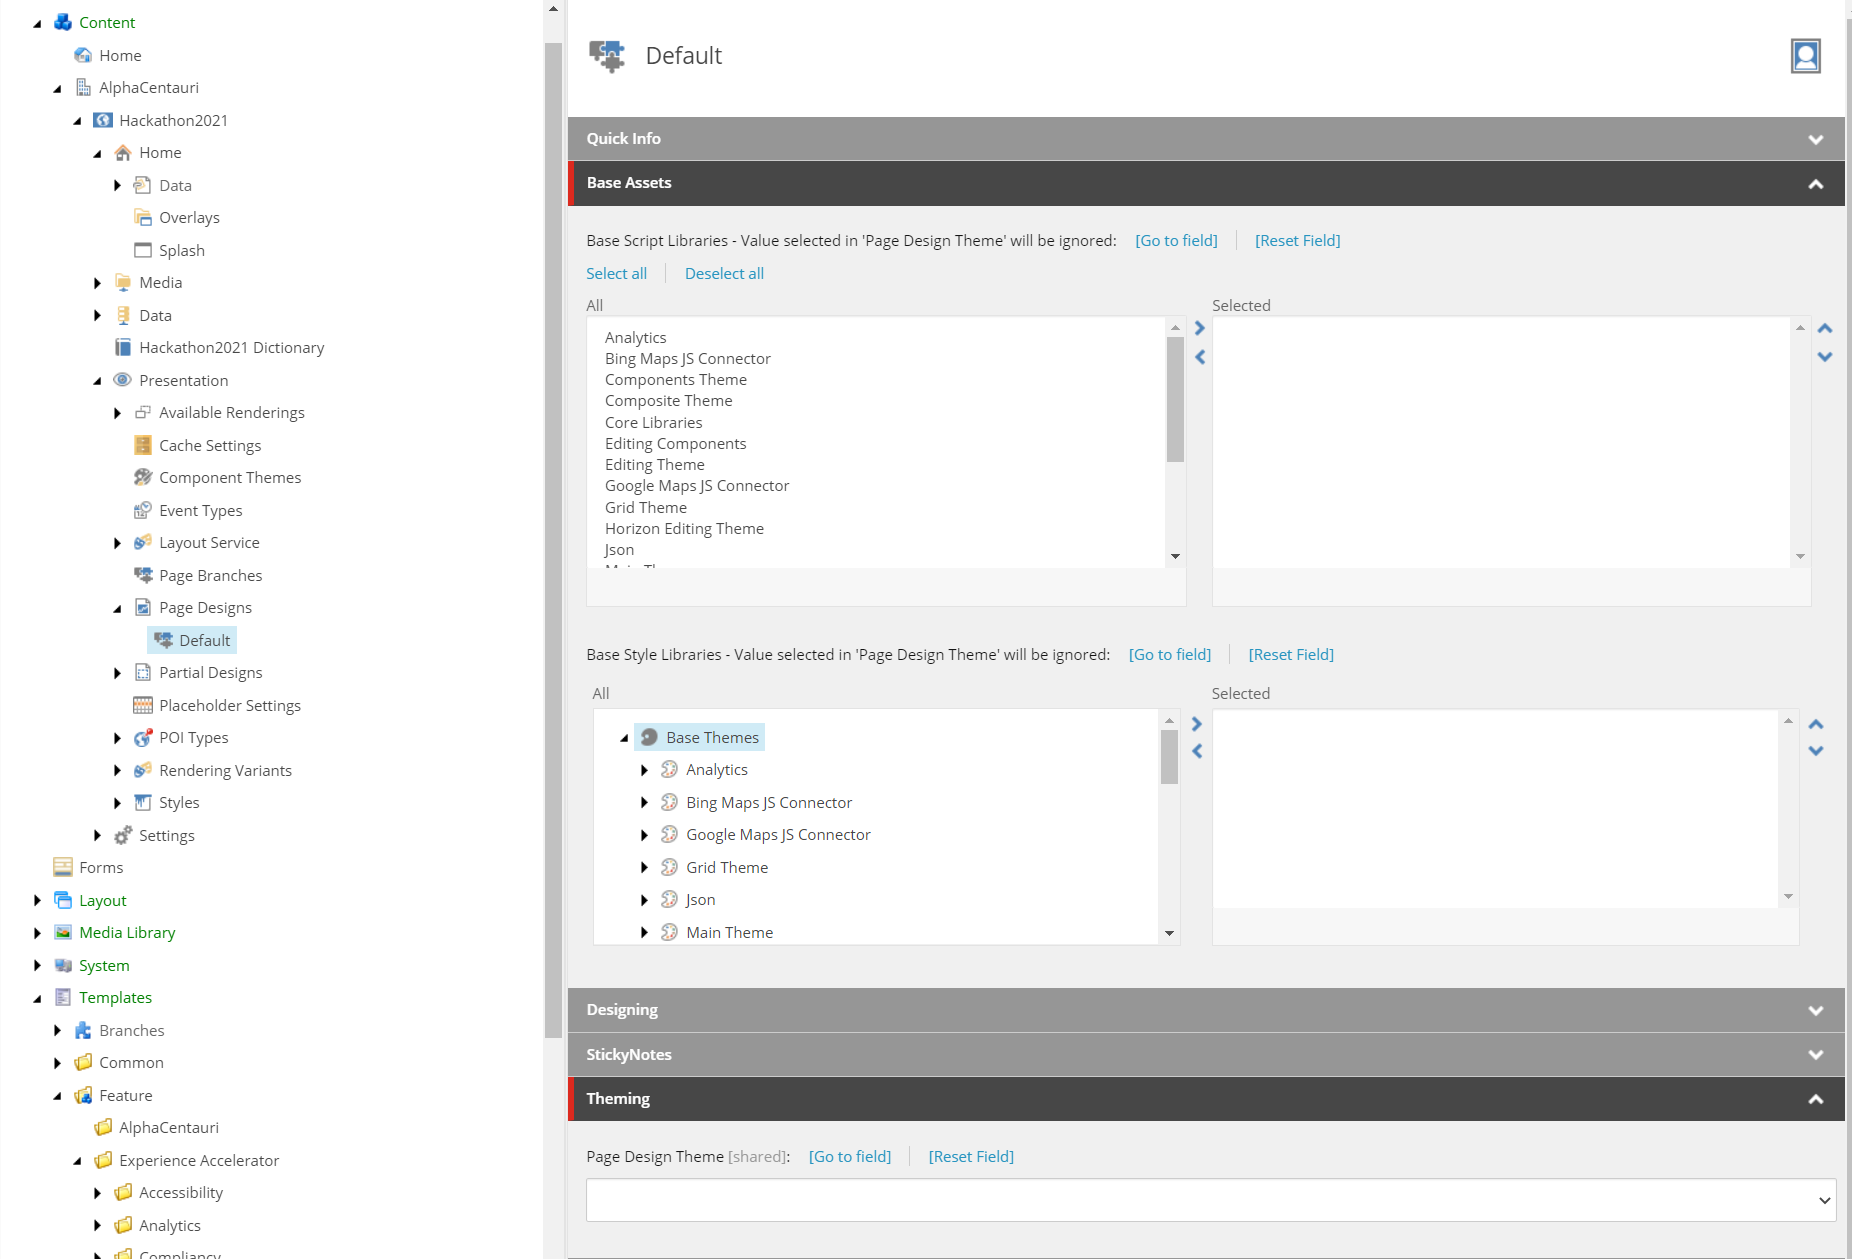 Content
Home
AlphaCentauri
Hackathon2021
Home
Data
Overlays
Splash
Media
Data
Hackathon2021 Dictionary
Presentation
Available Renderings
Cache Settings
Component Themes
Event Types
Layout Service
Page Branches
Page Designs
Default
Partial Designs
Placeholder Settings
POI Types
Rendering Variants
Styles
Settings
Forms
Layout
Media Library
System
Templates
Branches
Common
Feature
AlphaCentauri
Experience Accelerator
Accessibility
Analytics
Compliancy
Default
Quick Info
Base Assets
Base Script Libraries - Value selected in 'Page Design Theme' will be ignored: [Go to field] [Reset Field]
Select all Deselect all
All
Analytics
Bing Maps JS Connector
Components Theme
Composite Theme
Core Libraries
Editing Components
Editing Theme
Google Maps JS Connector
Grid Theme
Horizon Editing Theme
Json
Selected
Base Style Libraries - Value selected in 'Page Design Theme' will be ignored: [Go to field] [Reset Field]
All
Base Themes
Analytics
Bing Maps JS Connector
Google Maps JS Connector
Grid Theme
Json
Main Theme
Selected
Designing
StickyNotes
Theming
Page Design Theme [shared]: [Go to field] [Reset Field]